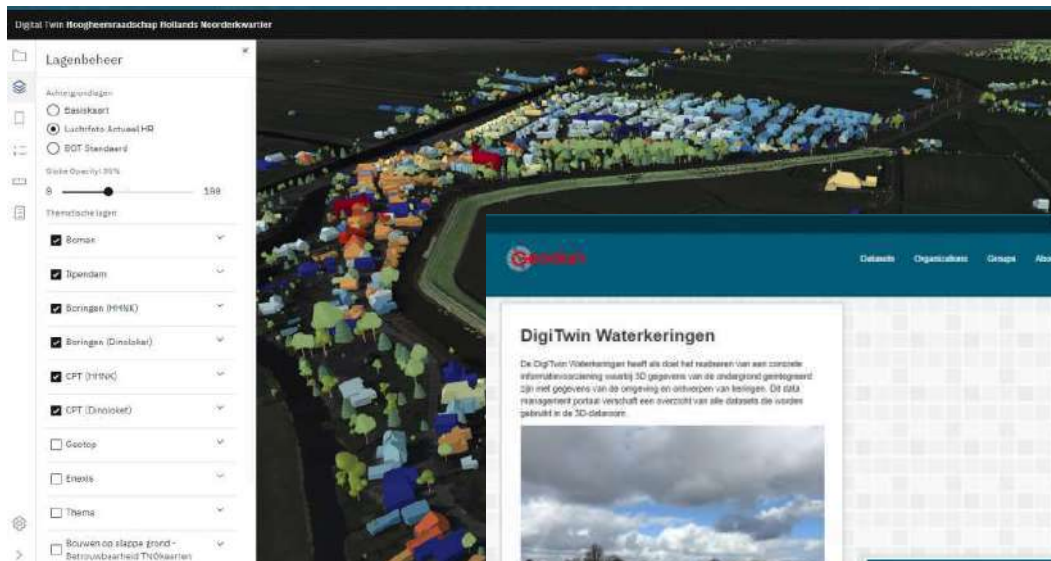 Digital Twin Hoogheemraadschap Hollands Noorderkwartier
Lagenbeheer
Achtergrondlagen
Basiskaart
Luchtfoto Actueel HR
BGT Standaard
Globe Opacity: 35%
0
100
Thematische lagen
Bomen
Ilpendam
Boringen (HHNK)
Boringen (Dinoloket)
CPT (HHNK)
CPT (Dinoloket)
Geotop
Enexis
Thema
Bouwen op slappe grond -
Betrouwbaarheid TNOkaarten
Datasets
Organizations
Groups
DigiTwin Waterkeringen
De DigiTwin Waterkeringen heeft als doel het realiseren van een concrete
informatievoorziening waarbij 3D gegevens van de ondergrond geïntegreerd
zijn met gegevens van de omgeving en ontwerpen van keringen. Dit data
management portaal verschaft een overzicht van alle datasets die worden
gebruikt in de 3D-dataroom.